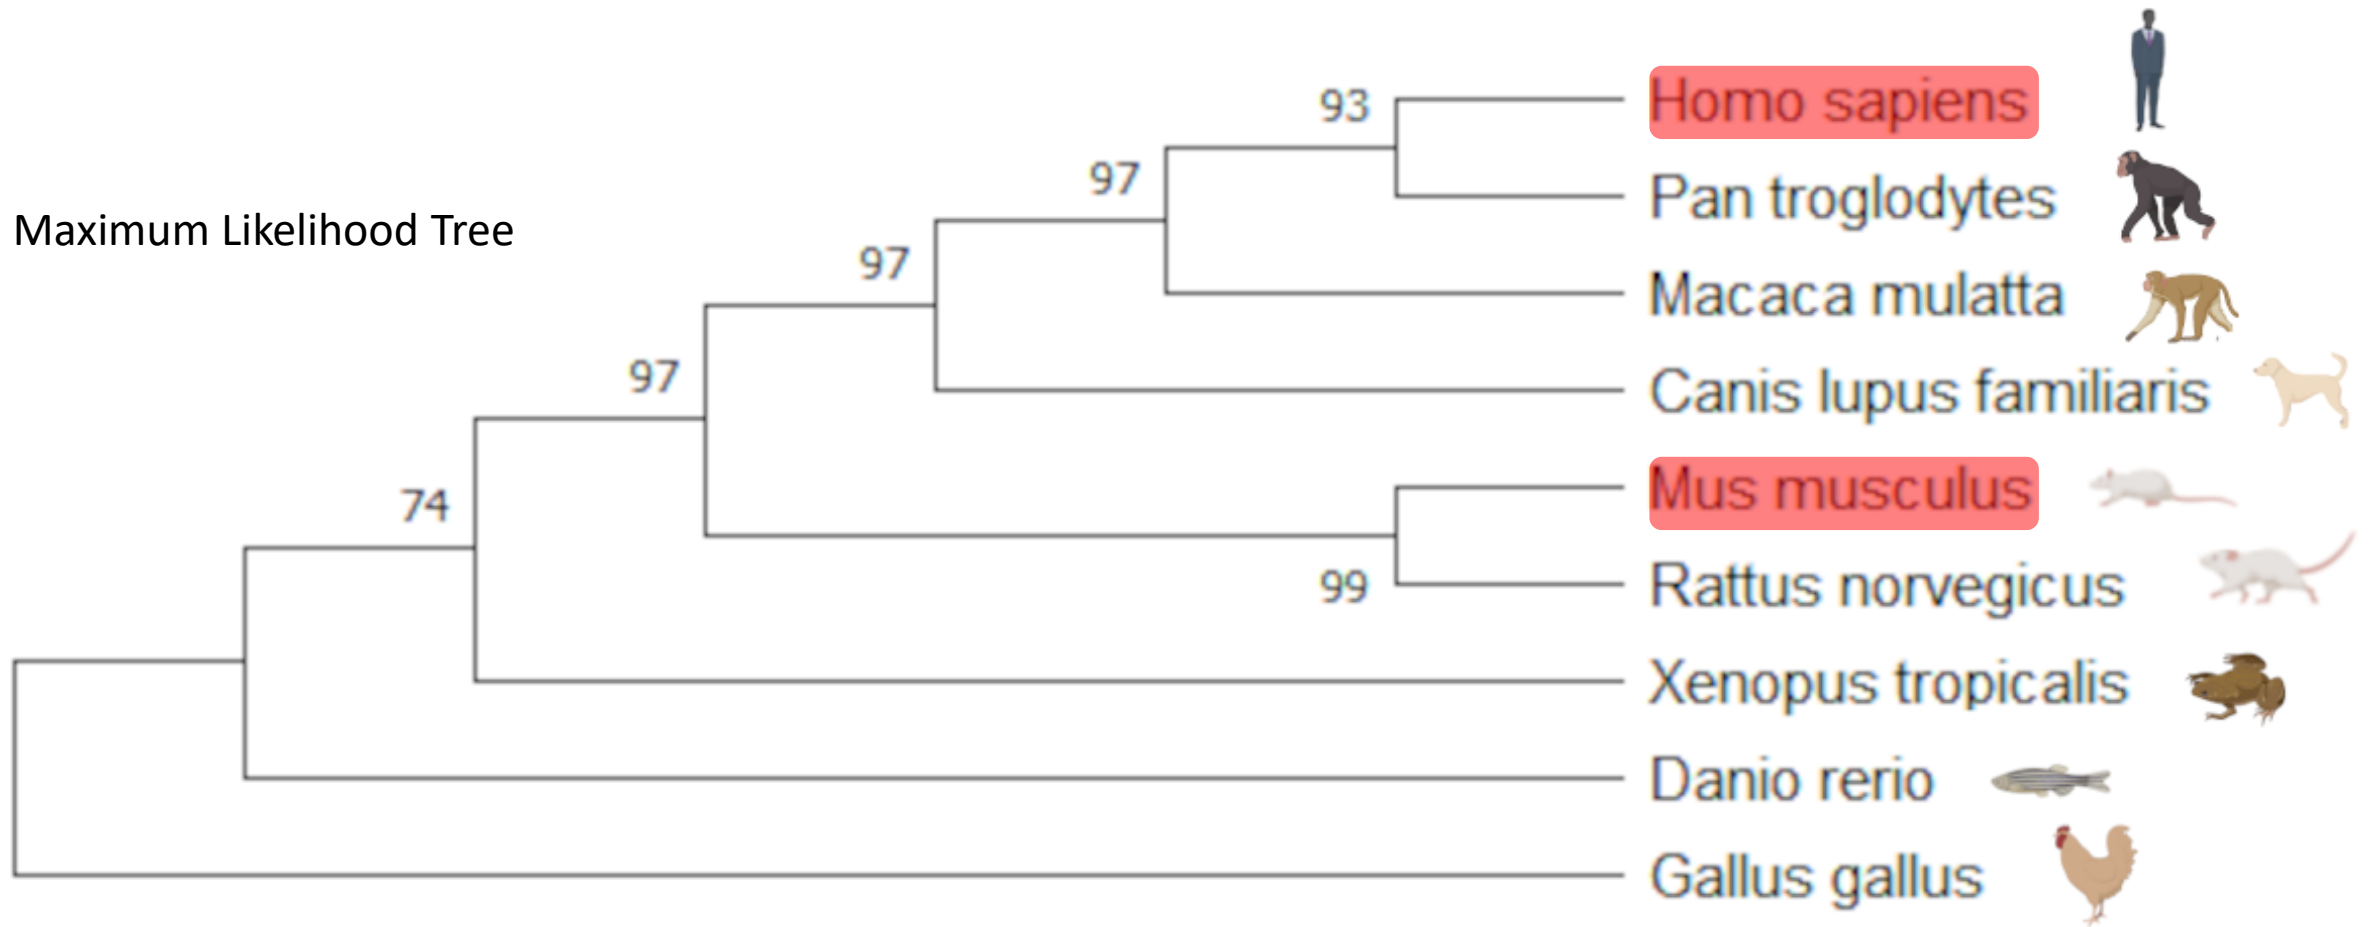 93
Homo sapiens
97
Pan troglodytes
Maximum Likelihood Tree
97
Macaca mulatta
97
Canis lupus familiaris
74
Mus musculus
99
Rattus norvegicus
Xenopus tropicalis
Danio rerio
Gallus gallus